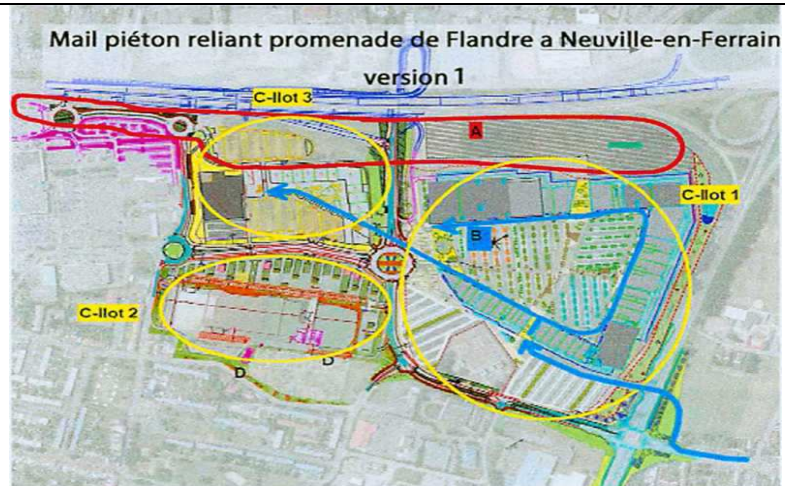 Mail piéton reliant promenade de Flandre a Neuville-en-Ferrain
version 1
C-Ilot 3
A
C-Ilot 1
B
C-Ilot 2
D
D